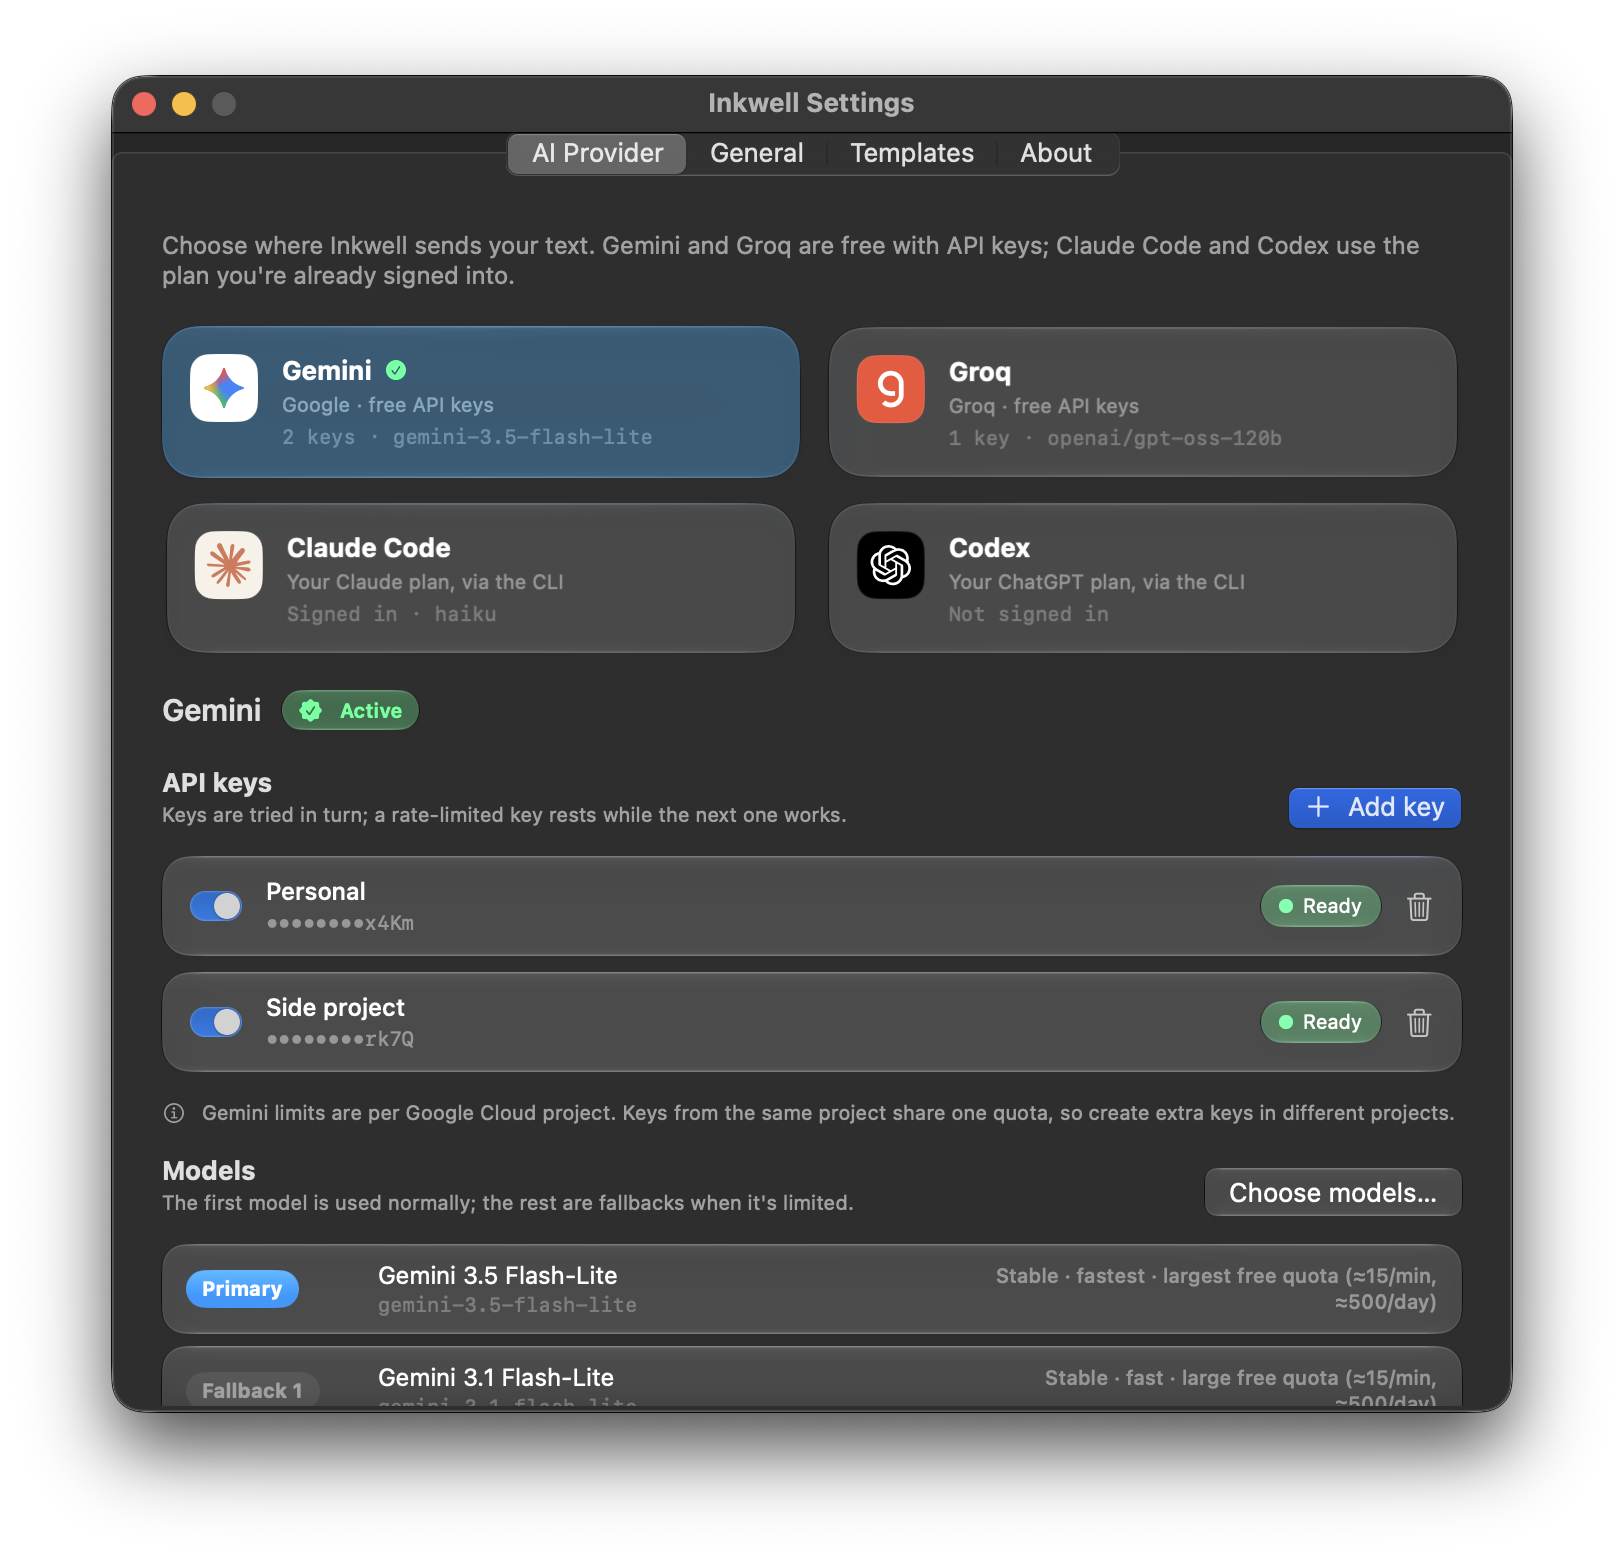 Inkwell Settings
AI Provider
General
Templates
About
Choose where Inkwell sends your text. Gemini and Groq are free with API keys; Claude Code and Codex use the
plan you're already signed into.
Gemini
Google · free API keys
2 keys · gemini-3.5-flash-lite
Groq
Groq · free API keys
1 key · openai/gpt-oss-120b
Claude Code
Your Claude plan, via the CLI
Signed in · haiku
Codex
Your ChatGPT plan, via the CLI
Not signed in
Gemini
Active
API keys
Keys are tried in turn; a rate-limited key rests while the next one works.
Add key
Personal
••••••••x4Km
Ready
Side project
••••••••rk7Q
Ready
Gemini limits are per Google Cloud project. Keys from the same project share one quota, so create extra keys in different projects.
Models
The first model is used normally; the rest are fallbacks when it's limited.
Choose models...
Primary
Gemini 3.5 Flash-Lite
gemini-3.5-flash-lite
Stable · fastest · largest free quota (≈15/min,
≈500/day)
Fallback 1
Gemini 3.1 Flash-Lite
gemini-3.1-flash-lite
Stable · fast · large free quota (≈15/min,
≈500/day)